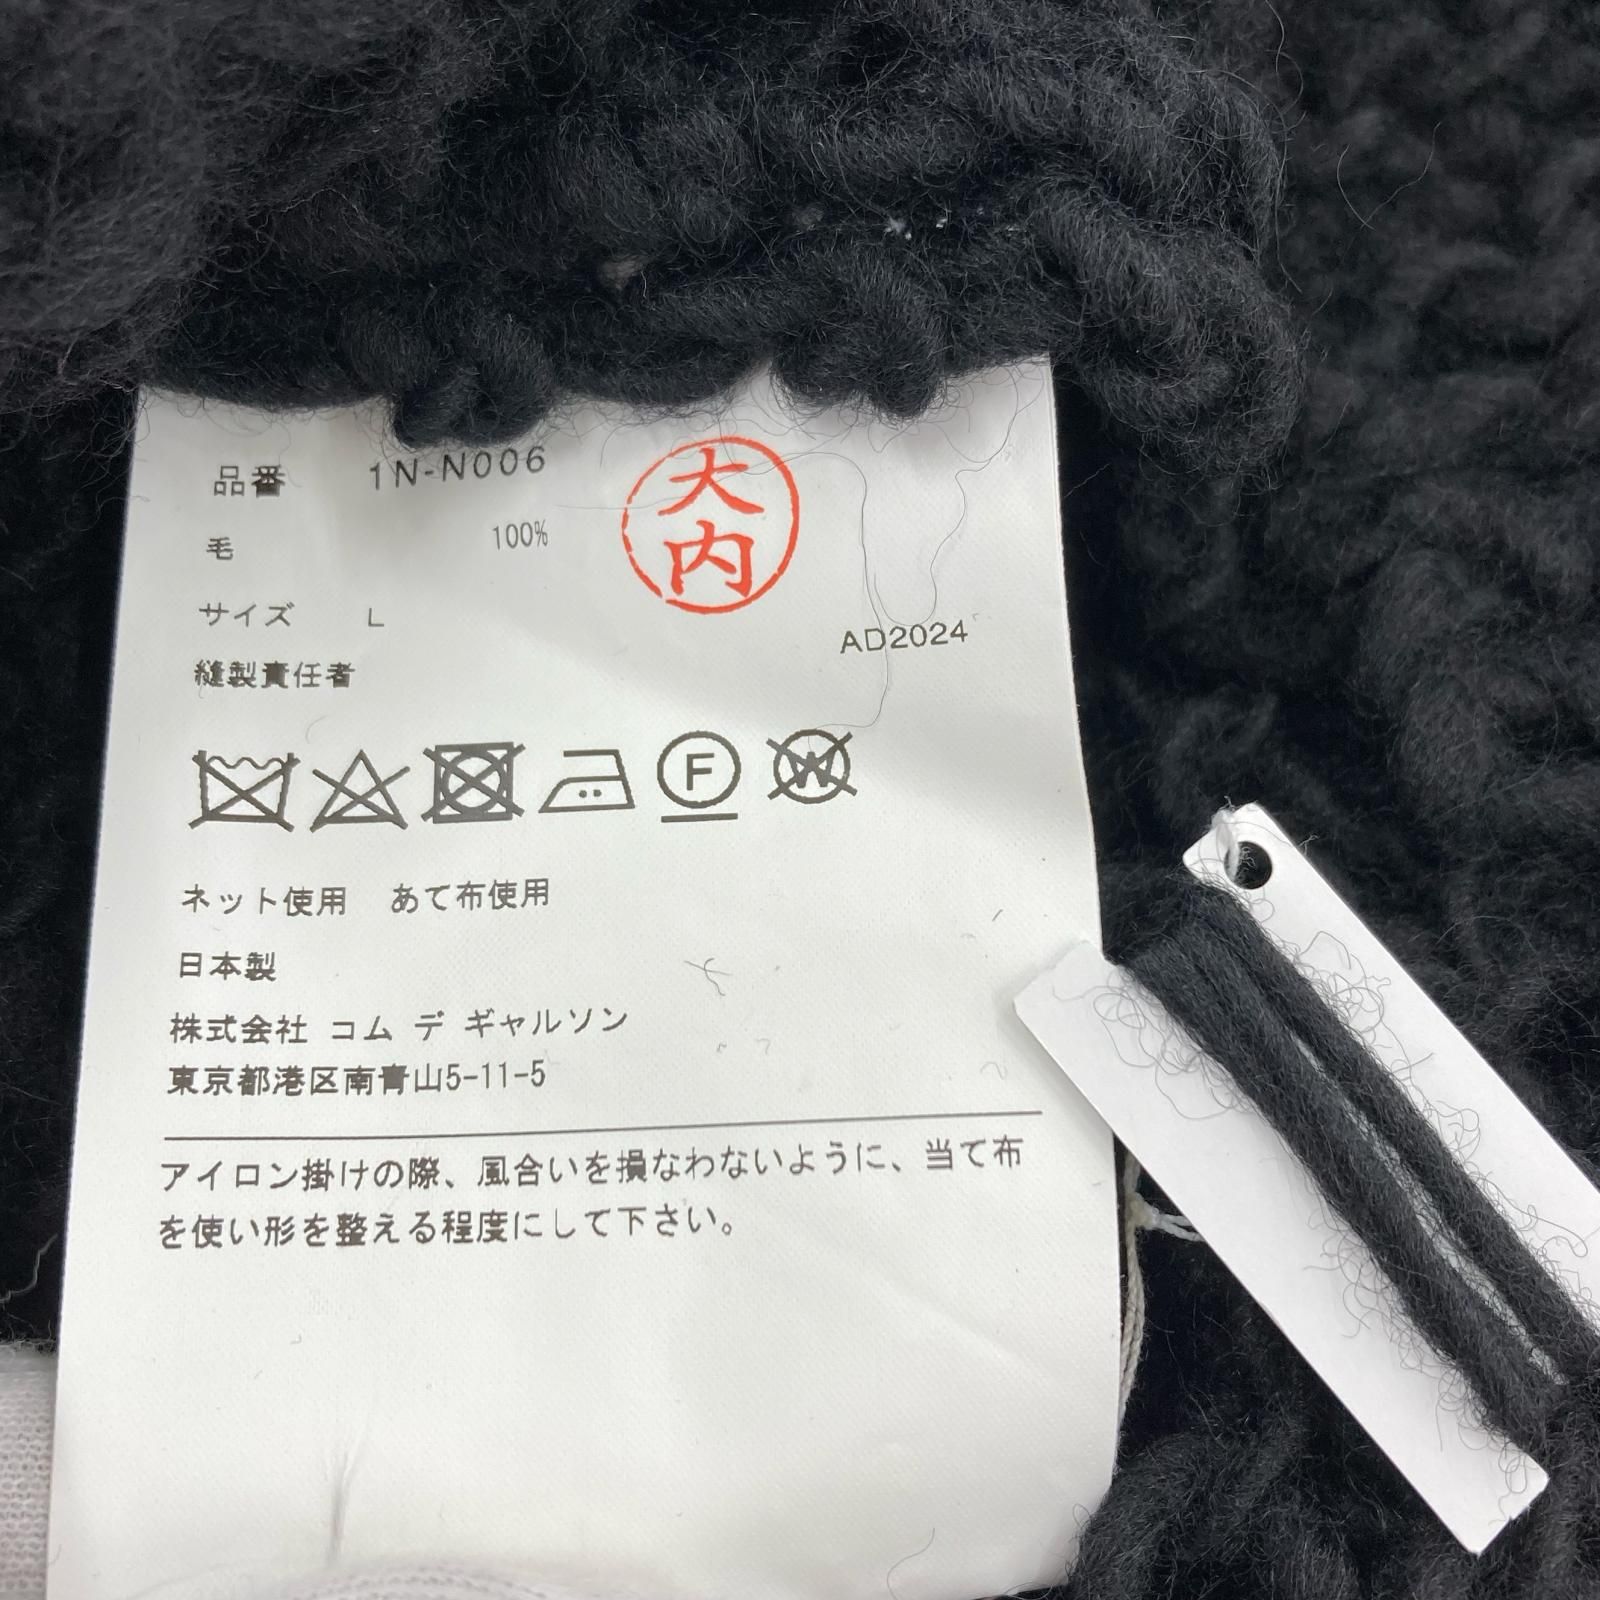 品番 1N-N006
毛 100%
大内
サイズ L
AD2024
縫製責任者
F
W
ネット使用 あて布使用
日本製
株式会社 コム デ ギャルソン
東京都港区南青山5-11-5
アイロン掛けの際、風合いを損なわないように、当て布
を使い形を整える程度にして下さい。